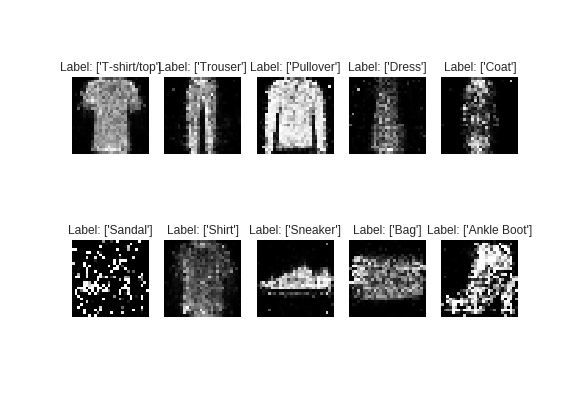 Label: ['T-shirt/top']
Label: ['Trouser']
Label: ['Pullover']
Label: ['Dress']
Label: ['Coat']
Label: ['Sandal']
Label: ['Shirt']
Label: ['Sneaker']
Label: ['Bag']
Label: ['Ankle Boot']